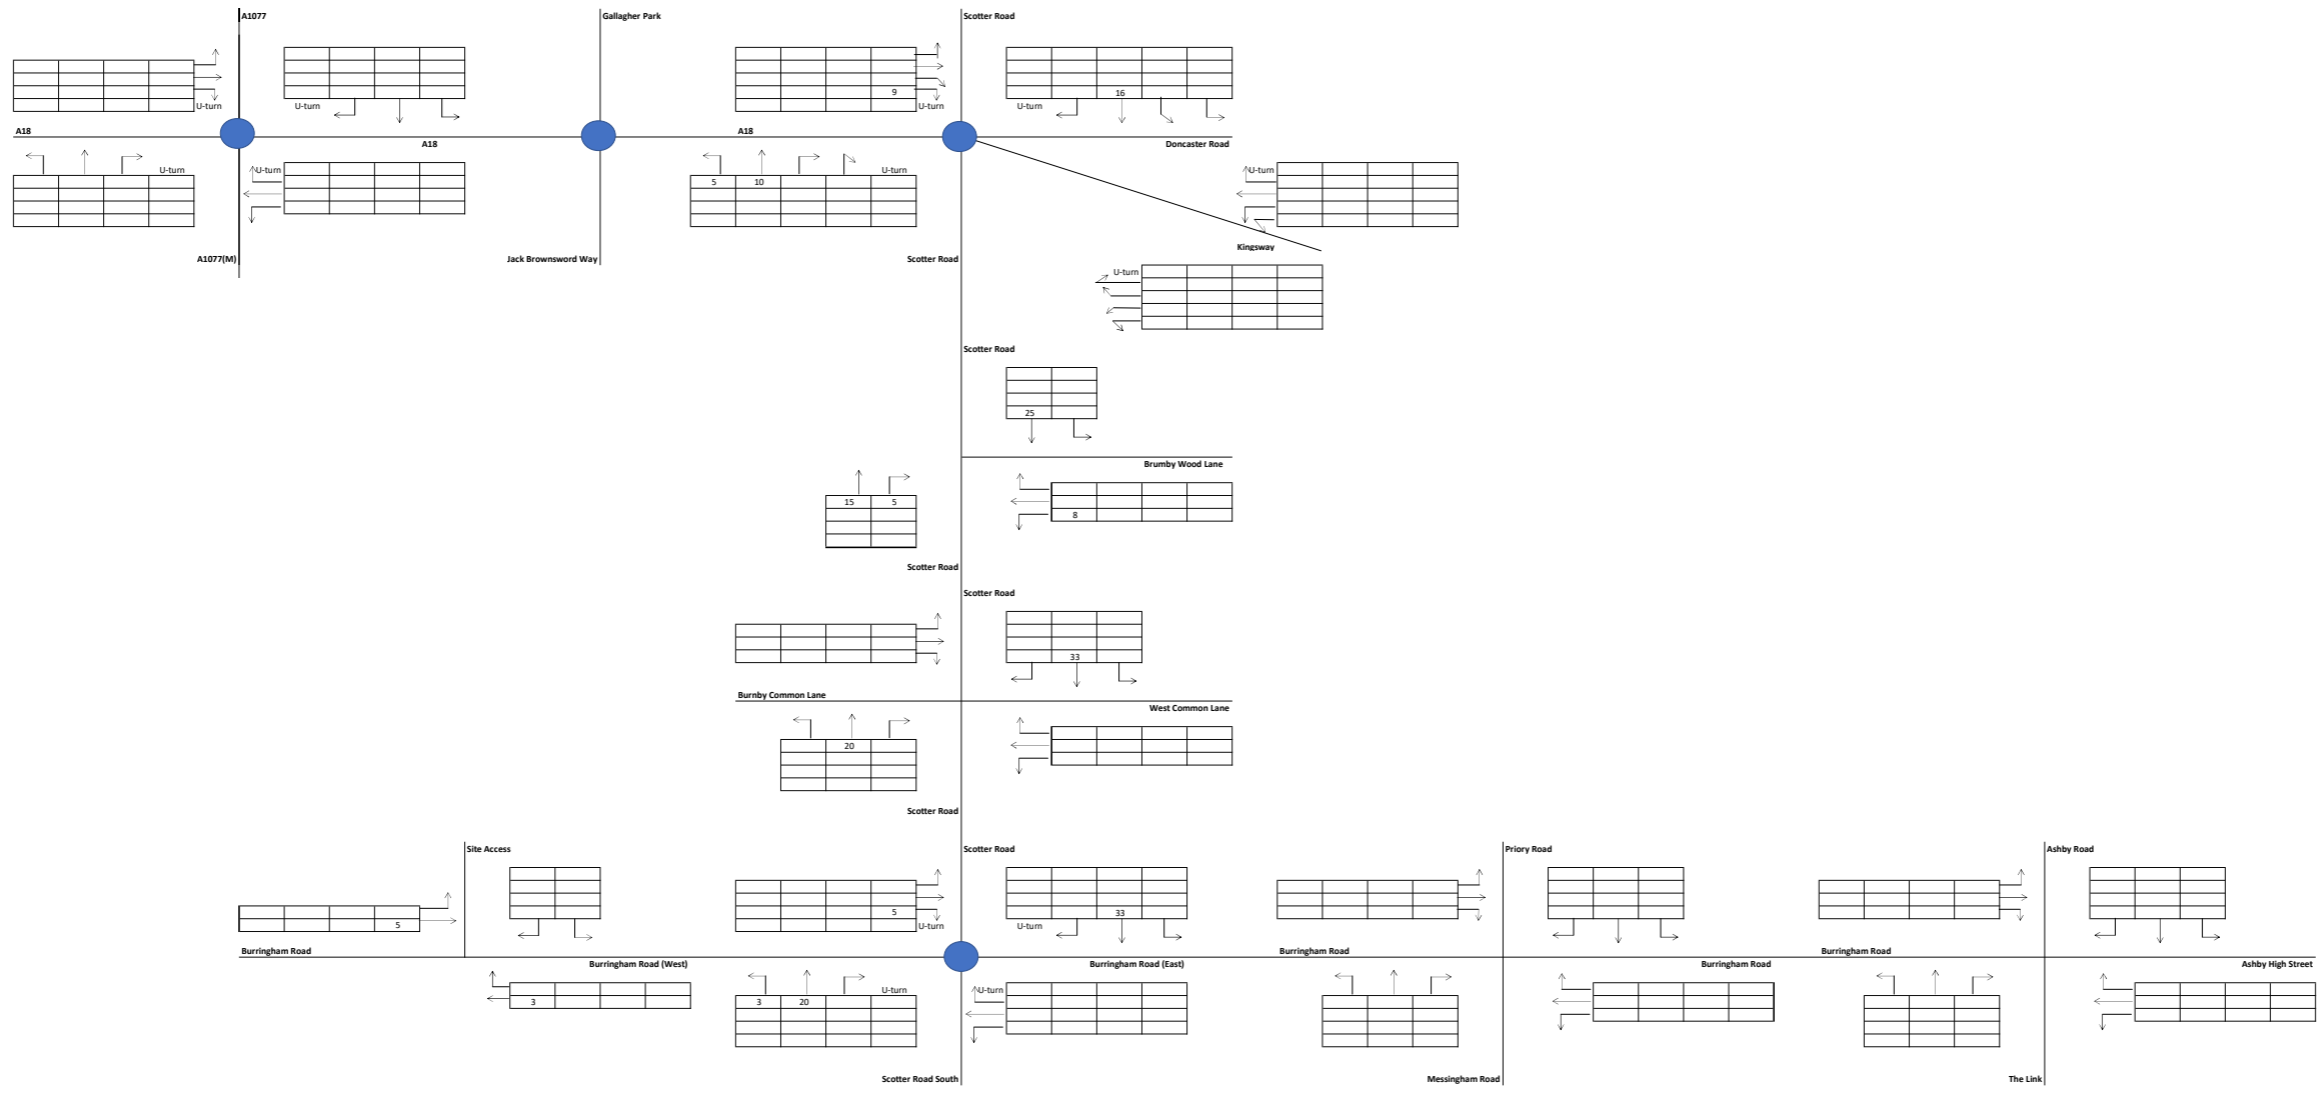 A1077
Gallagher Park
Scotter Road
U-turn
U-turn
9
U-turn
16
U-turn
A18
A18
A18
Doncaster Road
U-turn
U-turn
5 10
U-turn
U-turn
A1077(M)
Jack Brownsword Way
Scotter Road
Kingsway
U-turn
Scotter Road
25
Brumby Wood Lane
15 5
8
Scotter Road
Scotter Road
33
Burnby Common Lane
West Common Lane
20
Scotter Road
Site Access
Scotter Road
Priory Road
Ashby Road
5
5
U-turn
33
U-turn
Burringham Road
Burringham Road (West)
Burringham Road (East)
Burringham Road
Burringham Road
Burringham Road
Ashby High Street
3
3 20
U-turn
U-turn
Scotter Road South
Messingham Road
The Link